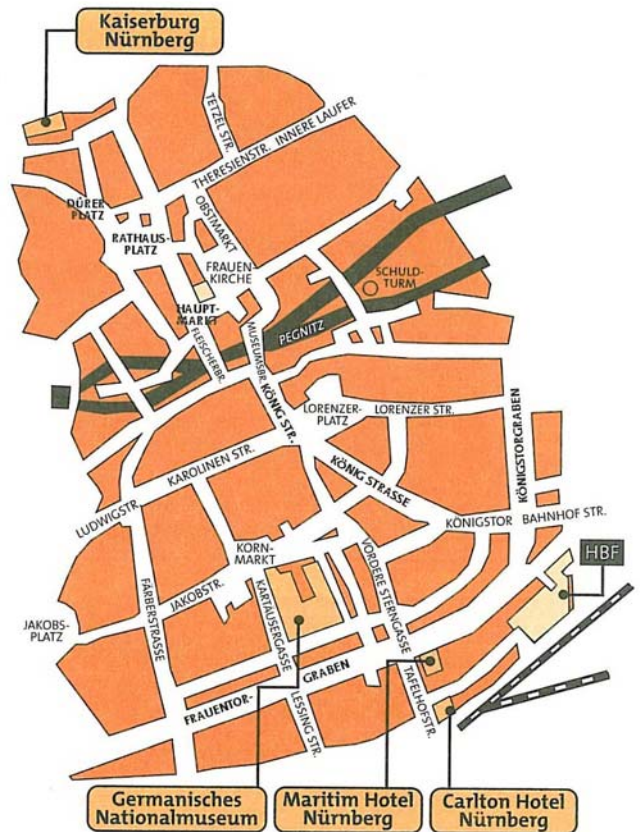 Kaiserburg
Nürnberg
TETZEL STR.
THERESIENSTR. INNERE LAUFER
DÜRER
PLATZ
RATHAUS-
PLATZ
OBSTMARKT
FRAUEN-
KIRCHE
SCHULD-
TURM
HAUPT-
MARKT
FLEISCHERBR.
MUSEUMSBR.
PEGNITZ
KÖNIG STR.
LORENZER-
PLATZ
LORENZER STR.
KÖNIGSTORGRABEN
KAROLINEN STR.
LUDWIGSTR.
KÖNIG STRASSE
KÖNIGSTOR
BAHNHOF STR.
HBF
KORN-
MARKT
VORDERE STERNGASSE
FÄRBERSTRASSE
JAKOBSTR.
KARTAUSERGASSE
JAKOBS-
PLATZ
FRAUENTOR-
GRABEN
LESSING STR.
TAFELHOFSTR.
Germanisches
Nationalmuseum
Maritim Hotel
Nürnberg
Carlton Hotel
Nürnberg